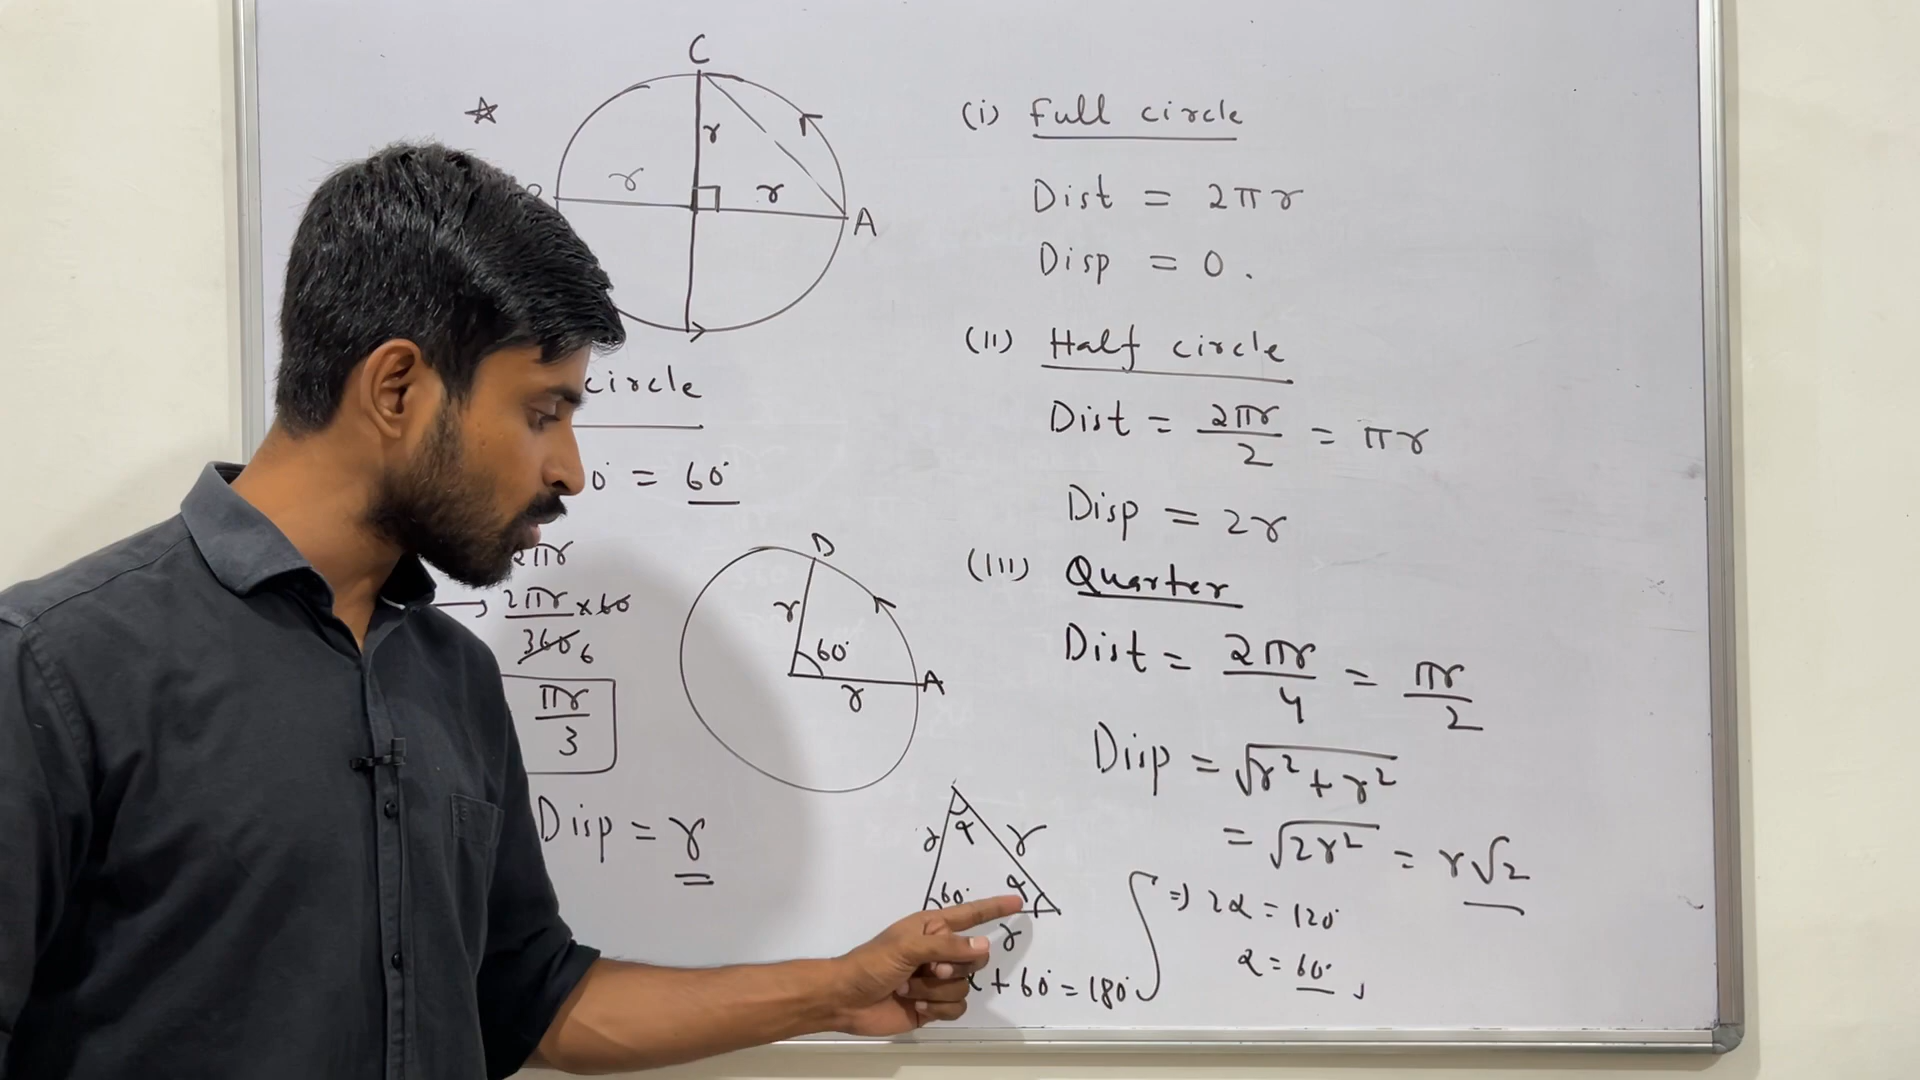 C
r
r
r
A
(i) Full circle
Dist = 2πr
Disp = 0.
(ii) Half circle
Dist = 2πr/2 = πr
Disp = 2r
(iii) Quarter
Dist = 2πr/4 = πr/2
Disp = √r²+r²
= √2r² = r√2
circle
0° = 60°
2πr
→ 2πr/360 × 60
6
πr/3
Disp = r
D
r
60°
r
A
α
r
r
60°
α
r
α + 60° = 180°
⇒ 2α = 120°
α = 60°